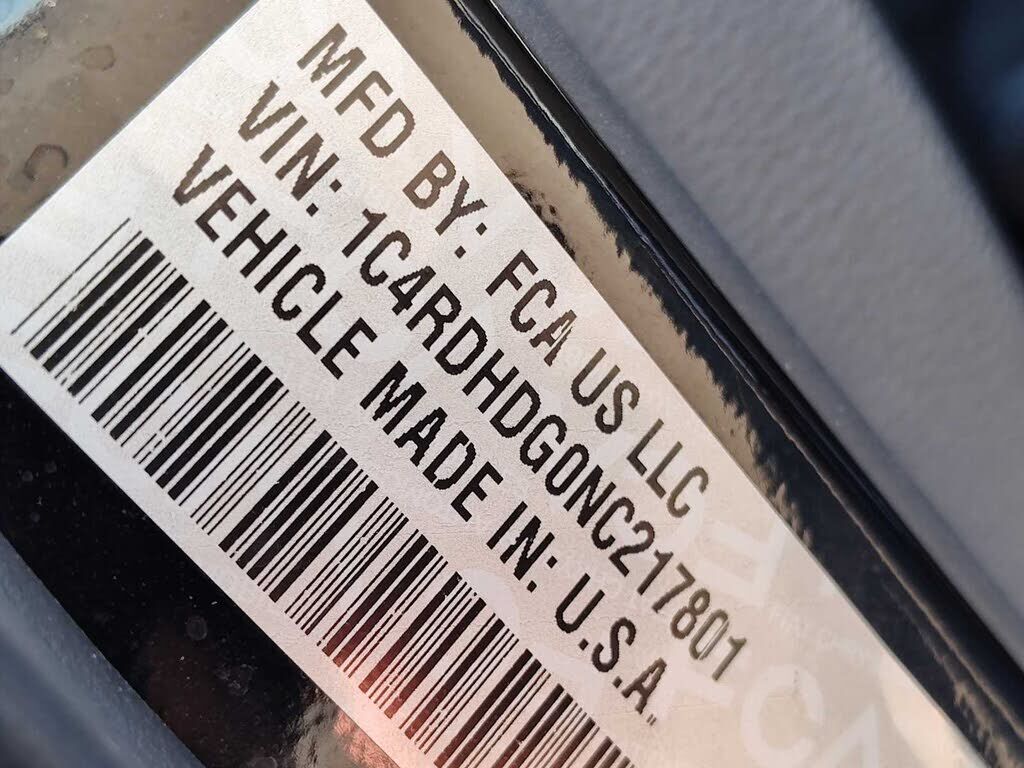 MFD BY: FCA US LLC
VIN: 1C4RDHDG0NC217801
VEHICLE MADE IN: U.S.A.